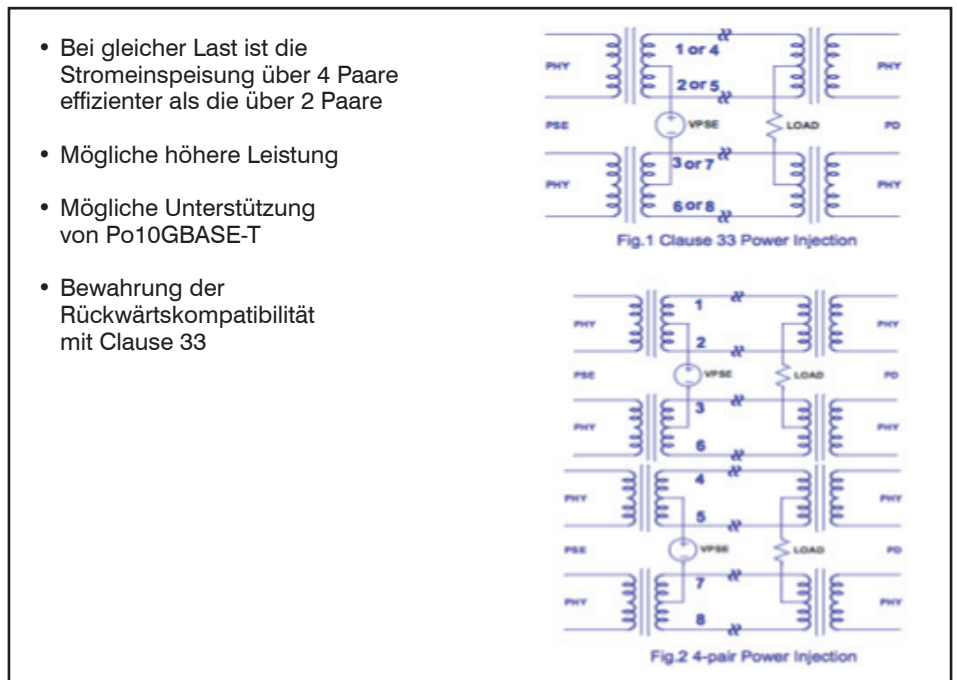 • Bei gleicher Last ist die
Stromeinspeisung über 4 Paare
effizienter als die über 2 Paare
• Mögliche höhere Leistung
• Mögliche Unterstützung
von Po10GBASE-T
• Bewahrung der
Rückwärtskompatibilität
mit Clause 33
1 or 4
PHY PHY
2 or 5
PSE VPSE LOAD PD
3 or 7
PHY PHY
6 or 8
Fig.1 Clause 33 Power Injection
1
PHY PHY
2
PSE VPSE LOAD PD
3
PHY PHY
6
4
PHY PHY
5
PSE VPSE LOAD PD
7
PHY PHY
8
Fig.2 4-pair Power Injection